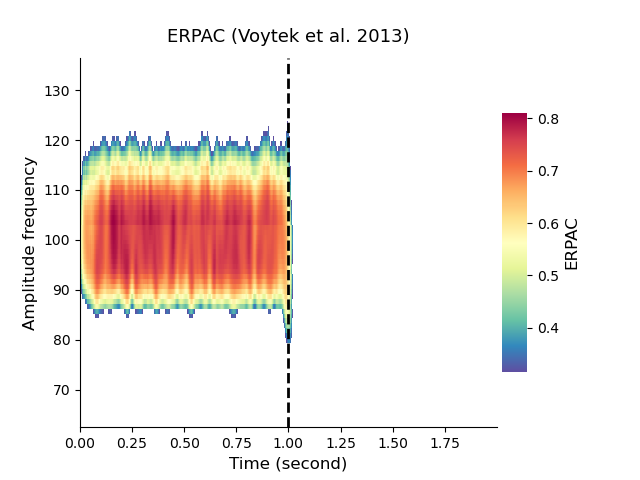 ERPAC (Voytek et al. 2013)
Amplitude frequency
130
120
110
100
90
80
70
0.00 0.25 0.50 0.75 1.00 1.25 1.50 1.75
Time (second)
0.8
0.7
0.6
0.5
0.4
ERPAC